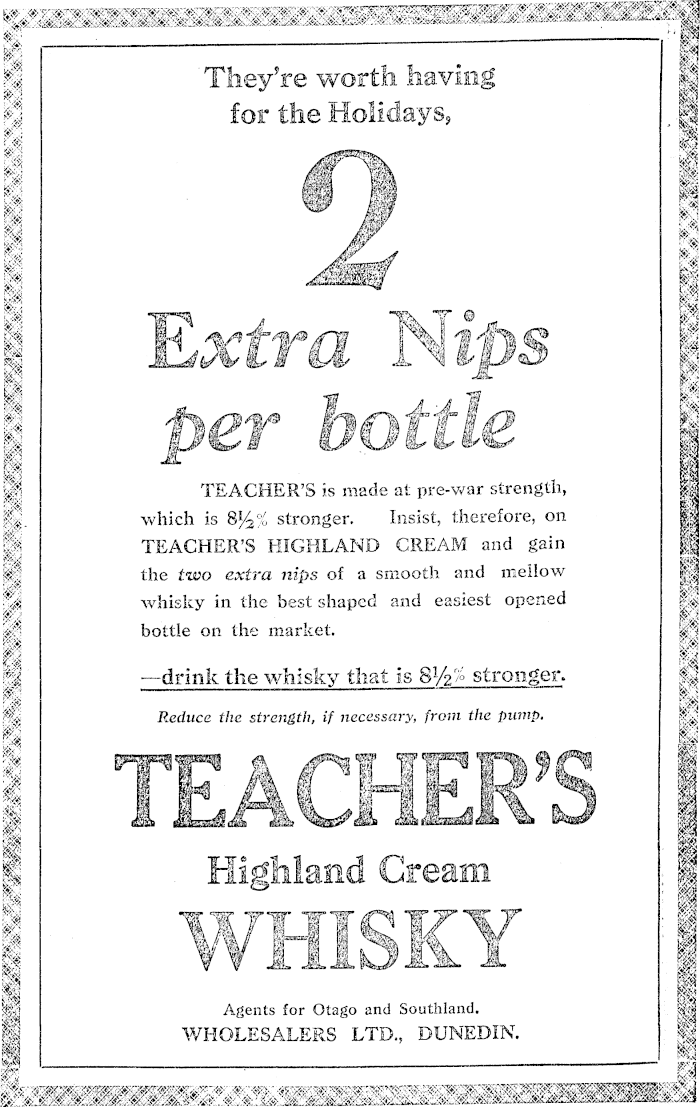 They're worth having
for the Holidays,
2
Extra Nips
per bottle
TEACHER'S is made at pre-war strength,
which is 8½% stronger. Insist, therefore, on
TEACHER'S HIGHLAND CREAM and gain
the two extra nips of a smooth and mellow
whisky in the best shaped and easiest opened
bottle on the market.
—drink the whisky that is 8½% stronger.
Reduce the strength, if necessary, from the pump.
TEACHER'S
Highland Cream
WHISKY
Agents for Otago and Southland.
WHOLESALERS LTD., DUNEDIN.